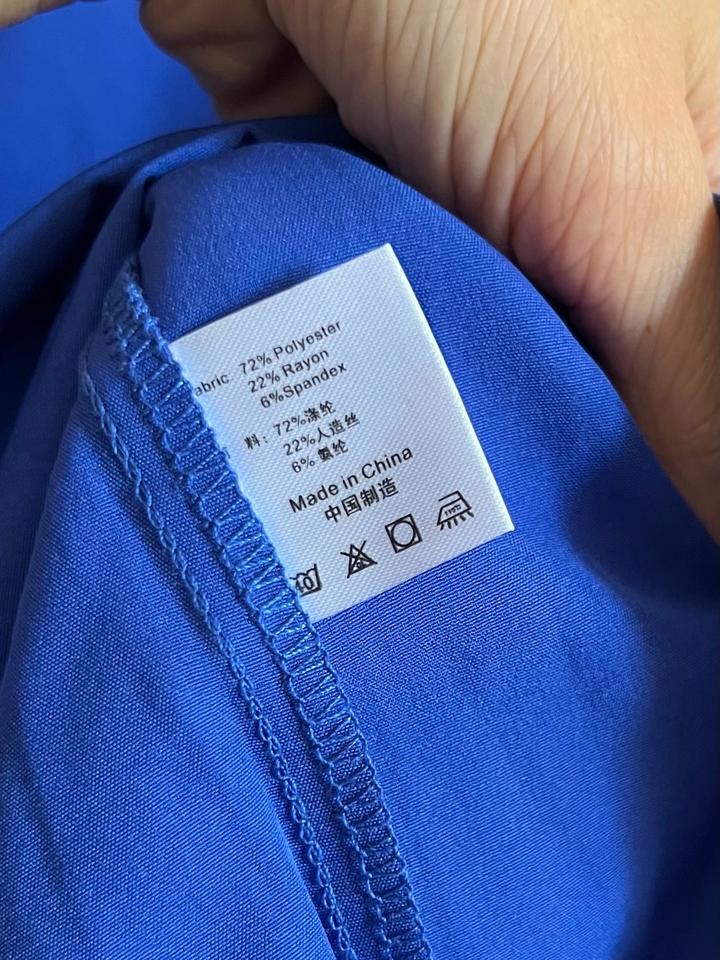 abric 72% Polyester
22% Rayon
6%Spandex
料：72%涤纶
22%人造丝
6% 氨纶
Made in China
中国制造